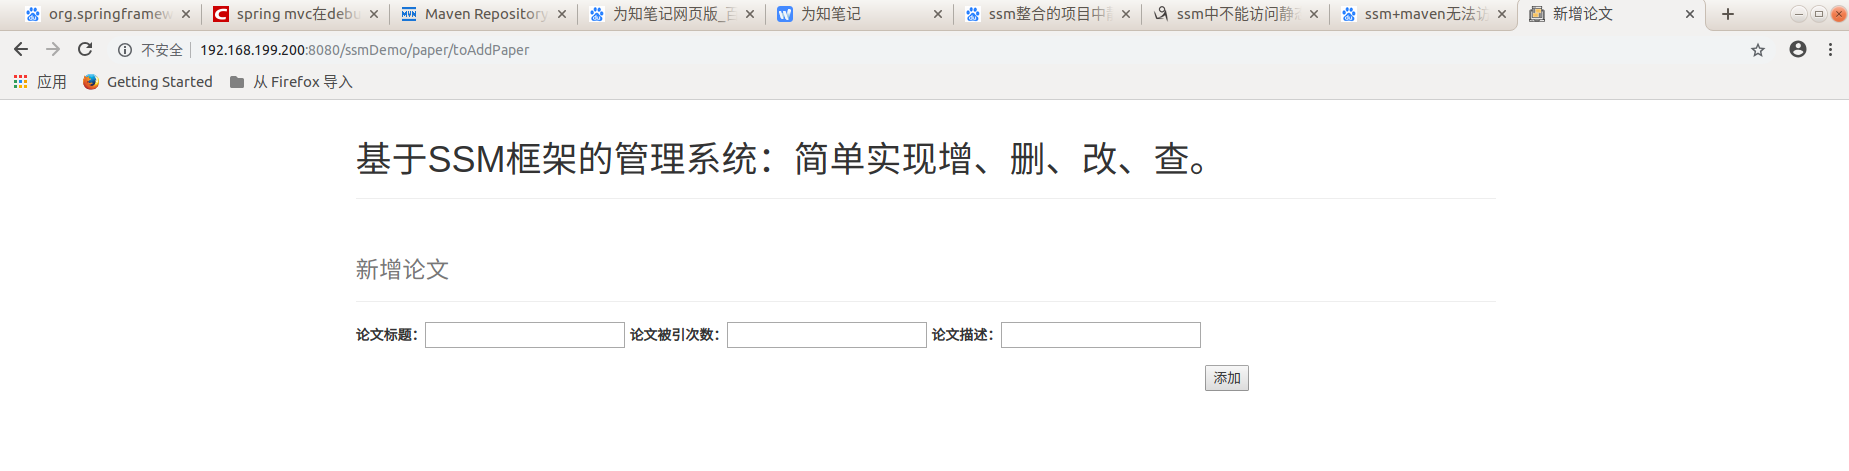 org.springframew
spring mvc在debu
Maven Repository
为知笔记网页版_百
为知笔记
ssm整合的项目中静
ssm中不能访问静态
ssm+maven无法访
新增论文
不安全 192.168.199.200:8080/ssmDemo/paper/toAddPaper
应用 Getting Started 从 Firefox 导入
基于SSM框架的管理系统：简单实现增、删、改、查。
新增论文
论文标题： 论文被引次数： 论文描述：
添加